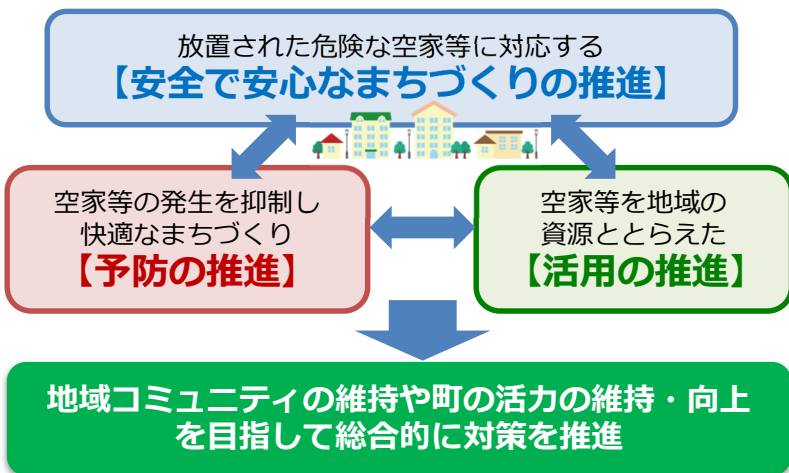 放置された危険な空家等に対応する
【安全で安心なまちづくりの推進】
空家等の発生を抑制し
快適なまちづくり
【予防の推進】
空家等を地域の
資源ととらえた
【活用の推進】
地域コミュニティの維持や町の活力の維持・向上
を目指して総合的に対策を推進